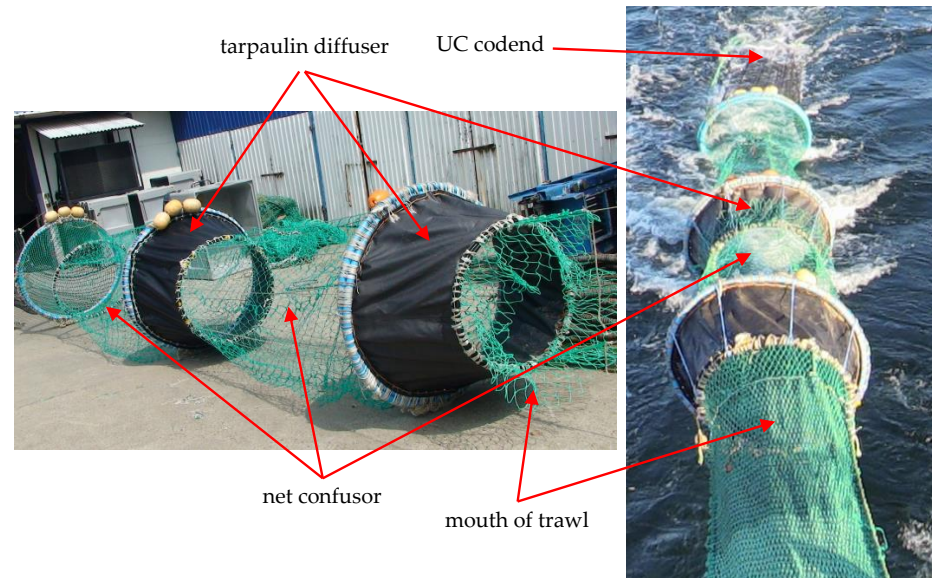 tarpaulin diffuser
UC codend
net confusor
mouth of trawl